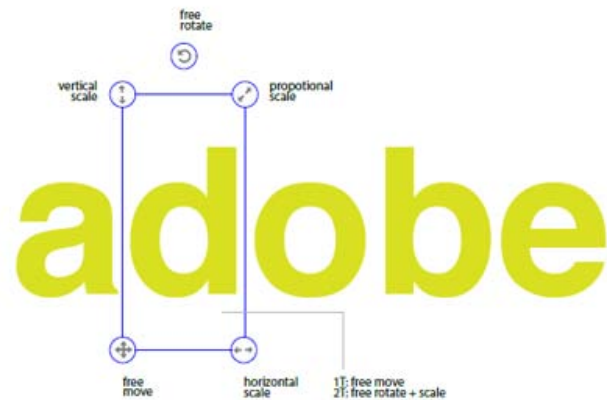 free
rotate
vertical
scale
propotional
scale
adobe
free
move
horizontal
scale
1T: free move
2T: free rotate + scale